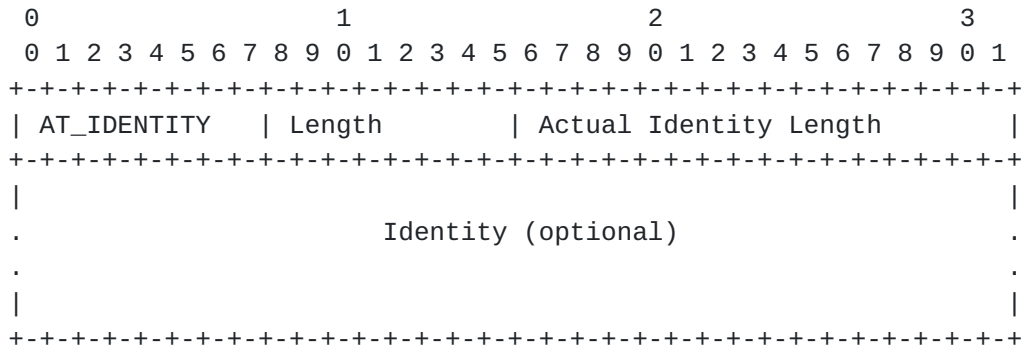 0                   1                   2                   3
 0 1 2 3 4 5 6 7 8 9 0 1 2 3 4 5 6 7 8 9 0 1 2 3 4 5 6 7 8 9 0 1
+-+-+-+-+-+-+-+-+-+-+-+-+-+-+-+-+-+-+-+-+-+-+-+-+-+-+-+-+-+-+-+-+
| AT_IDENTITY   | Length        | Actual Identity Length        |
+-+-+-+-+-+-+-+-+-+-+-+-+-+-+-+-+-+-+-+-+-+-+-+-+-+-+-+-+-+-+-+-+
|                                                               |
.                       Identity (optional)                     .
.                                                               .
|                                                               |
+-+-+-+-+-+-+-+-+-+-+-+-+-+-+-+-+-+-+-+-+-+-+-+-+-+-+-+-+-+-+-+-+